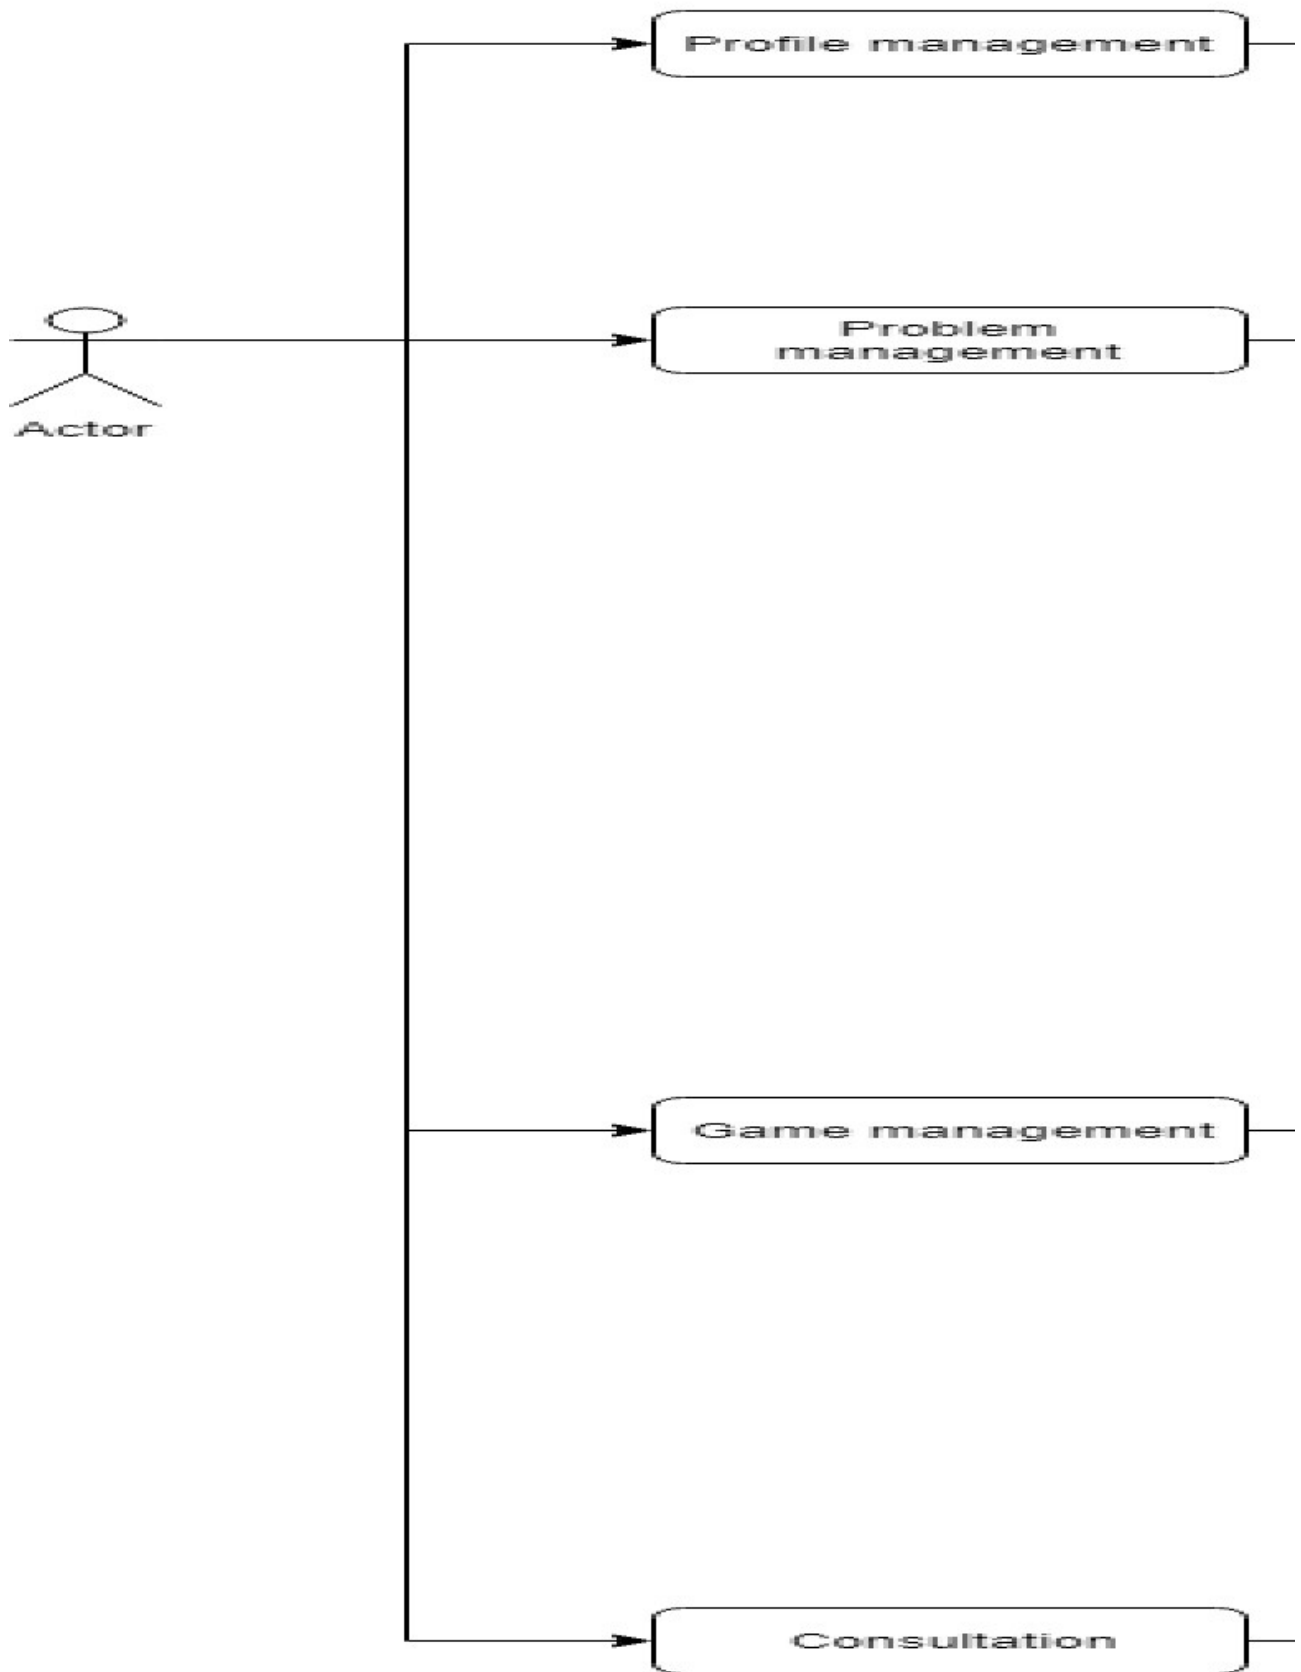 Profile management
Problem
management
Actor
Game management
Consultation